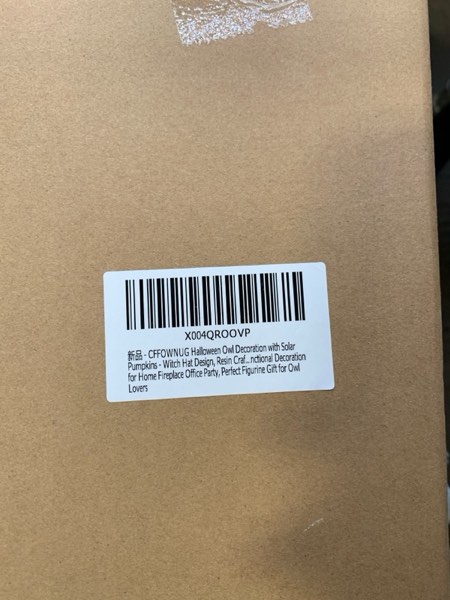 X004QROOVP
新品 - CFFOWNUG Halloween Owl Decoration with Solar
Pumpkins - Witch Hat Design, Resin Craf...nctional Decoration
for Home Fireplace Office Party, Perfect Figurine Gift for Owl
Lovers